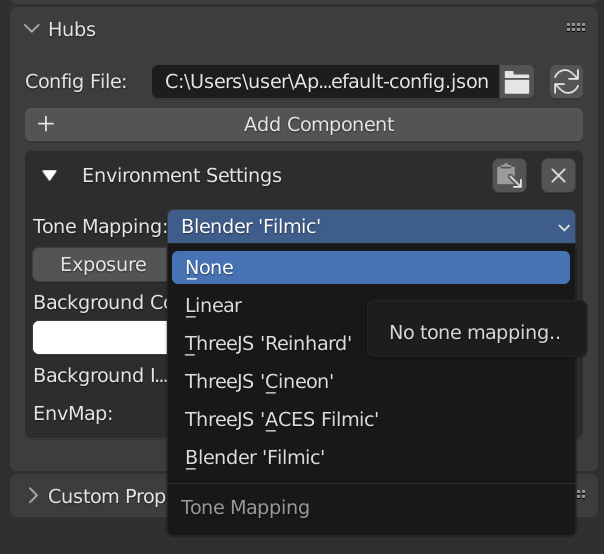 Hubs
Config File: C:\Users\user\Ap...efault-config.json
Add Component
Environment Settings
Tone Mapping: Blender 'Filmic'
Exposure
None
Background Co
Linear
No tone mapping..
ThreeJS 'Reinhard'
Background I...
ThreeJS 'Cineon'
EnvMap:
ThreeJS 'ACES Filmic'
Blender 'Filmic'
Custom Prop
Tone Mapping